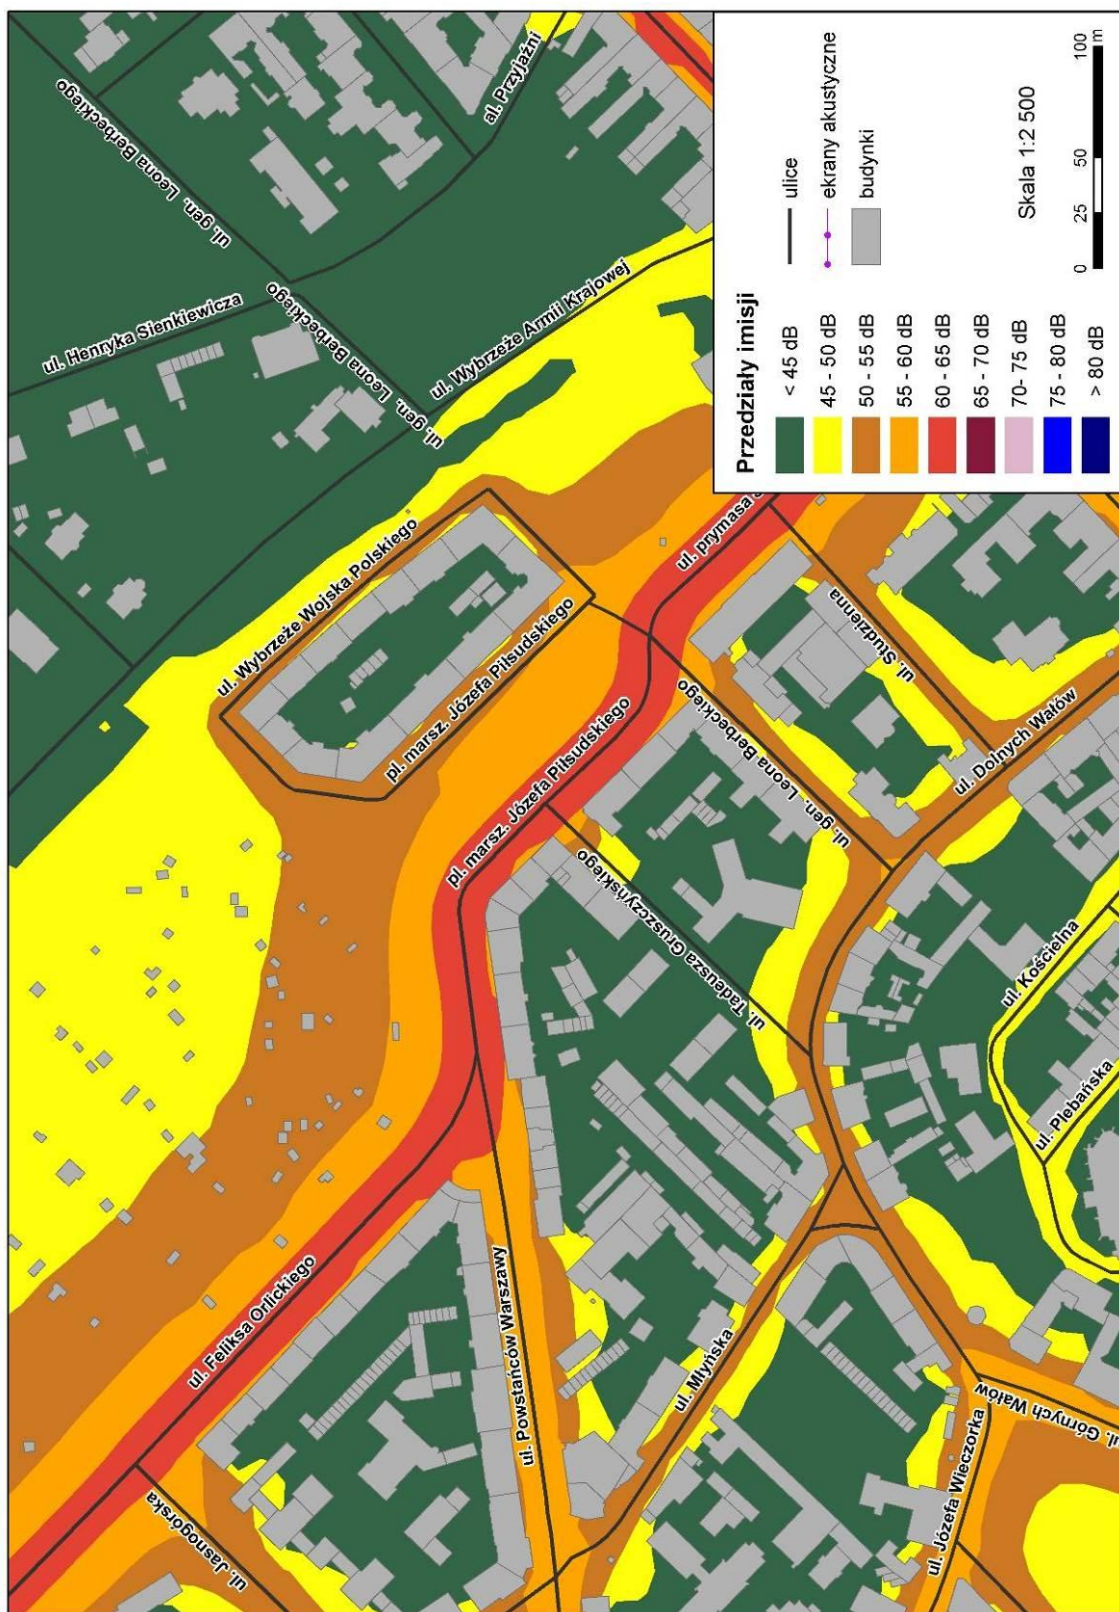 ul. gen. Leona Berbeckiego
al. Przyjaźni
ul. Henryka Sienkiewicza
ul. gen. Leona Berbeckiego
ul. Wybrzeże Armii Krajowej
ul. Wybrzeże Wojska Polskiego
pl. marsz. Józefa Piłsudskiego
pl. marsz. Józefa Piłsudskiego
ul. prymasa
ul. Studzienna
ul. gen. Leona Berbeckiego
ul. Dolnych Wałów
ul. Tadeusza Gruszczyńskiego
ul. Kościelna
ul. Plebańska
ul. Feliksa Orlickiego
ul. Powstańców Warszawy
ul. Młyńska
ul. Jasnogórska
ul. Józefa Wieczorka
ul. Górnych Wałów
Przedziały imisji
< 45 dB
45 - 50 dB
50 - 55 dB
55 - 60 dB
60 - 65 dB
65 - 70 dB
70- 75 dB
75 - 80 dB
> 80 dB
ulice
ekrany akustyczne
budynki
Skala 1:2 500
0 25 50 100
m